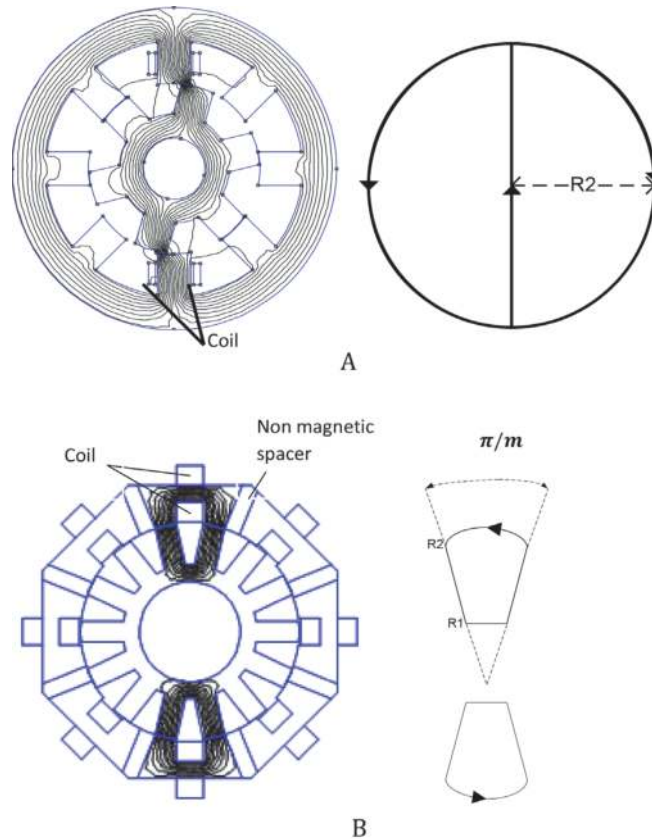 R2
Coil
A
Non magnetic
spacer
Coil
π/m
R2
R1
B